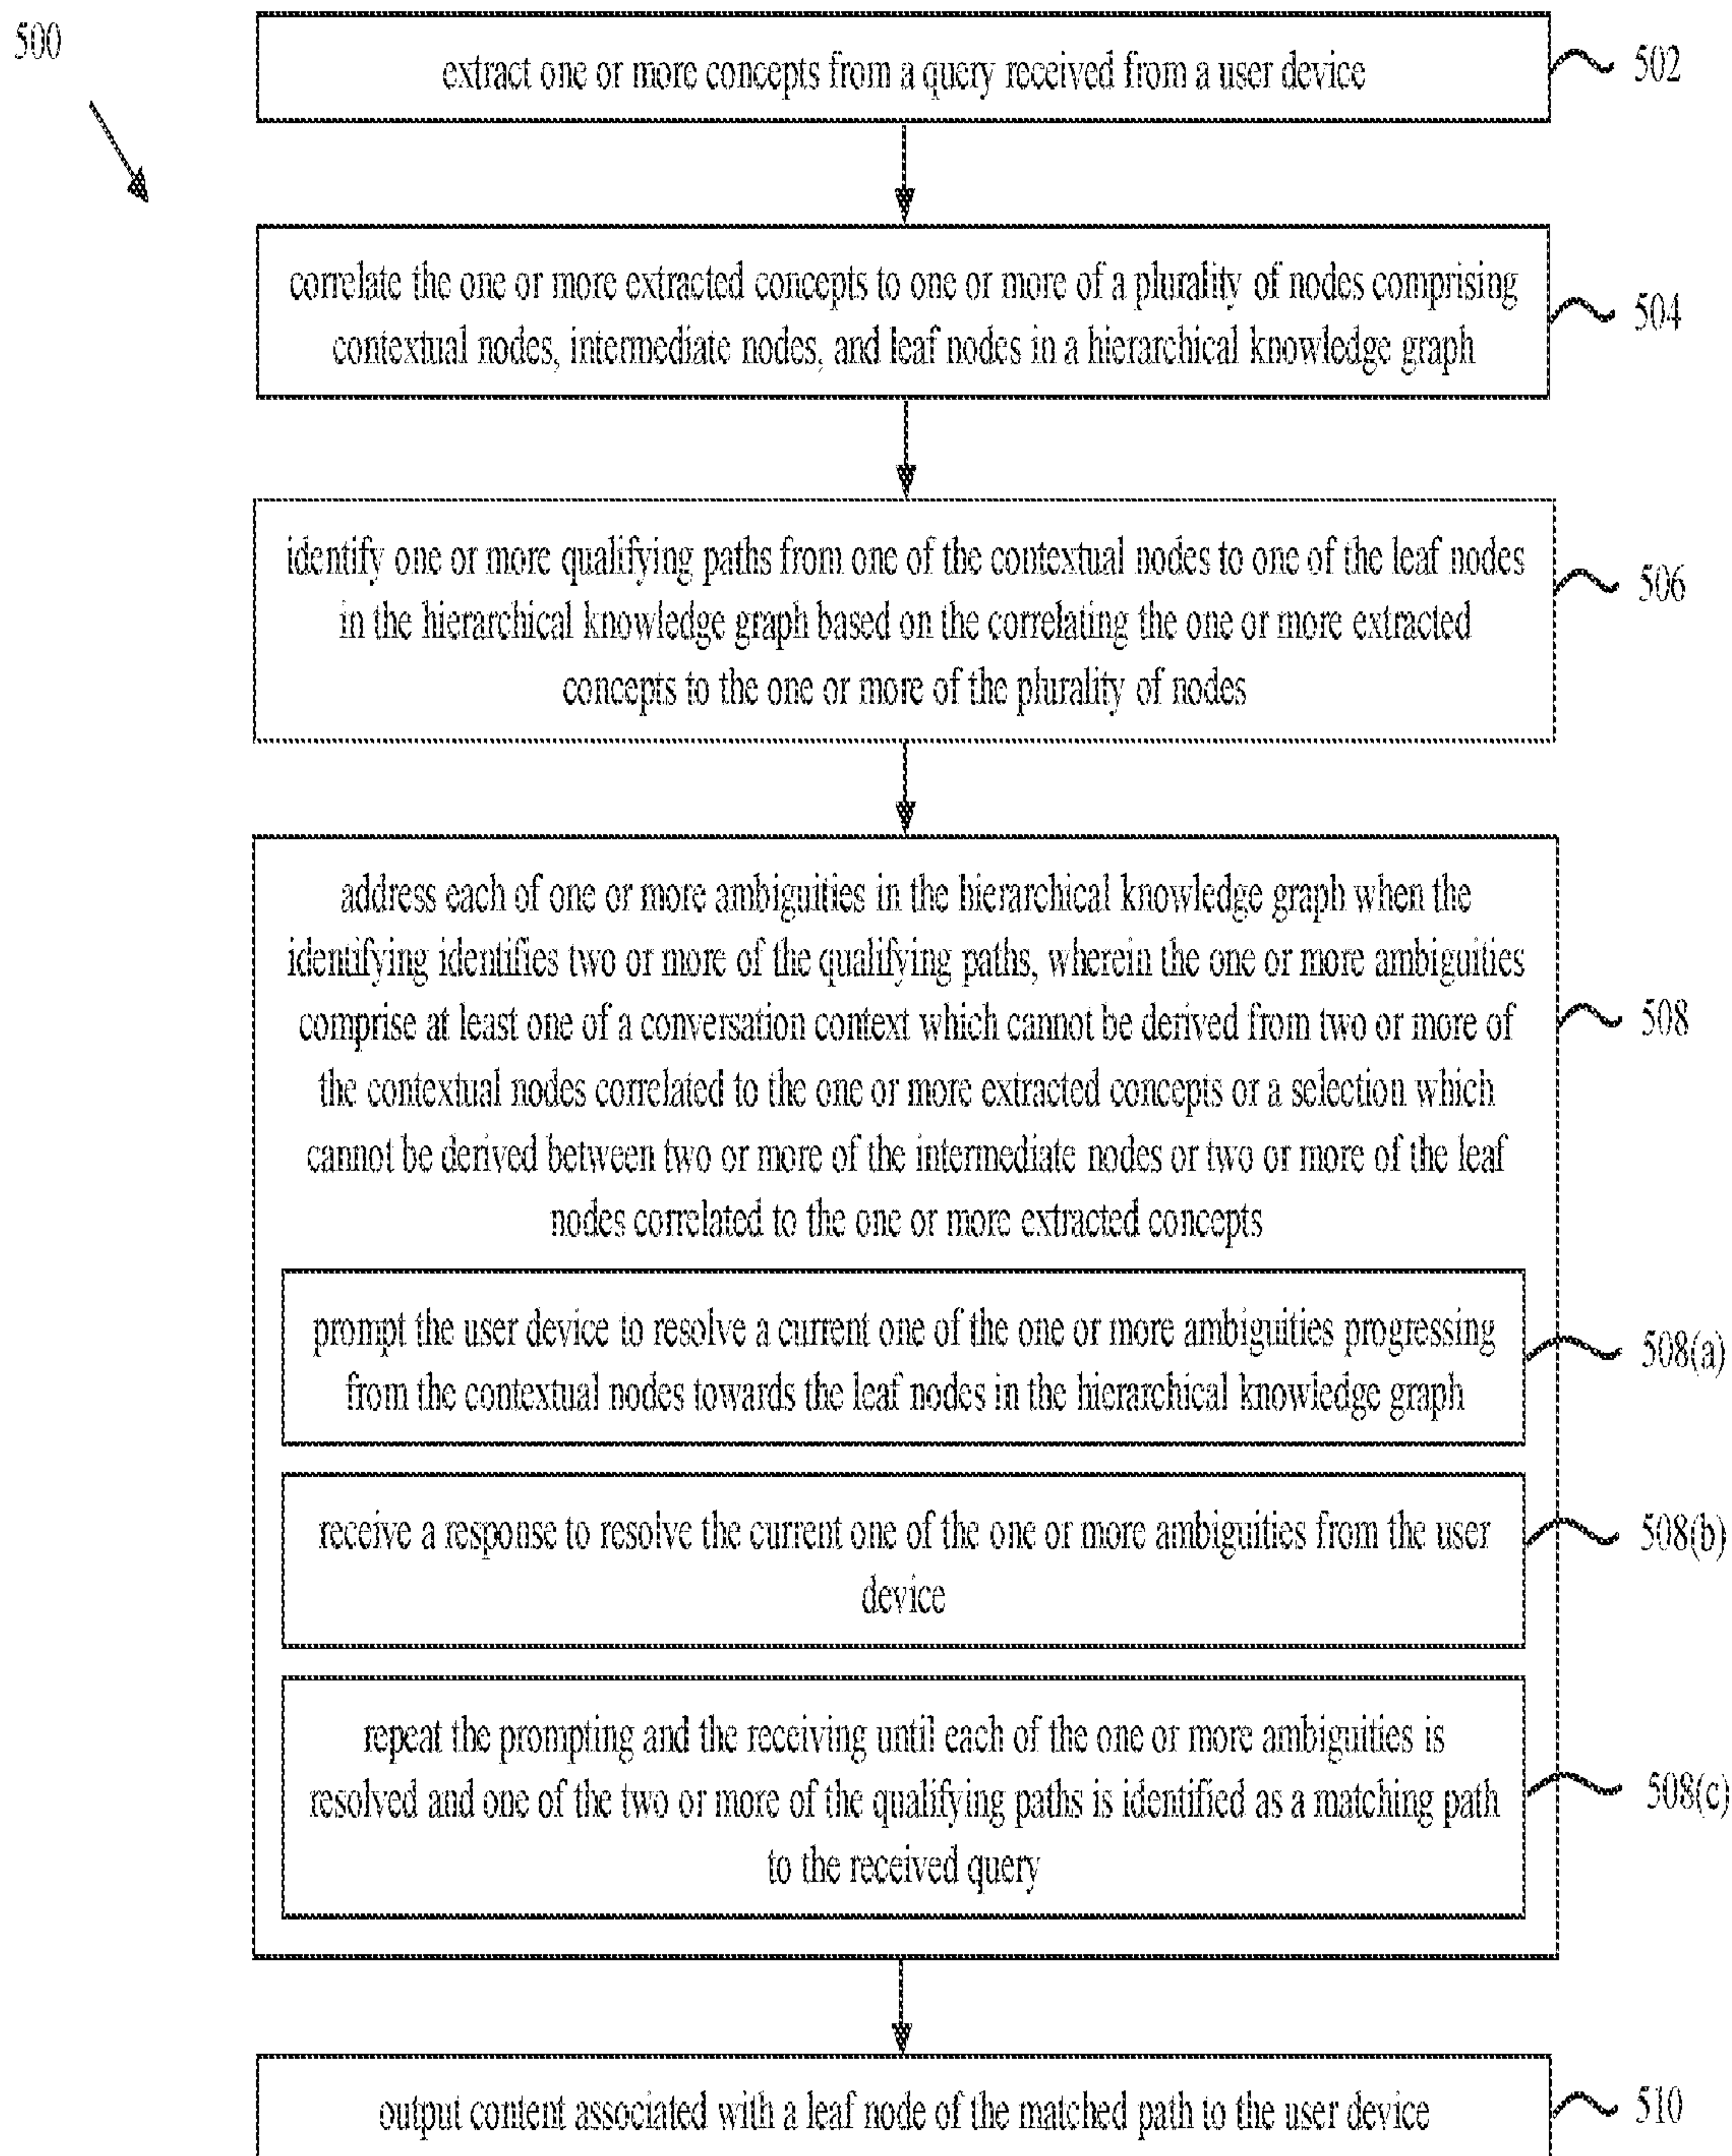 500
extract one or more concepts from a query received from a user device
502
correlate the one or more extracted concepts to one or more of a plurality of nodes comprising
contextual nodes, intermediate nodes, and leaf nodes in a hierarchical knowledge graph
504
identify one or more qualifying paths from one of the contextual nodes to one of the leaf nodes
in the hierarchical knowledge graph based on the correlating the one or more extracted
concepts to the one or more of the plurality of nodes
506
address each of one or more ambiguities in the hierarchical knowledge graph when the
identifying identifies two or more of the qualifying paths, wherein the one or more ambiguities
comprise at least one of a conversation context which cannot be derived from two or more of
the contextual nodes correlated to the one or more extracted concepts or a selection which
cannot be derived between two or more of the intermediate nodes or two or more of the leaf
nodes correlated to the one or more extracted concepts
508
prompt the user device to resolve a current one of the one or more ambiguities progressing
from the contextual nodes towards the leaf nodes in the hierarchical knowledge graph
508(a)
receive a response to resolve the current one of the one or more ambiguities from the user
device
508(b)
repeat the prompting and the receiving until each of the one or more ambiguities is
resolved and one of the two or more of the qualifying paths is identified as a matching path
to the received query
508(c)
output content associated with a leaf node of the matched path to the user device
510